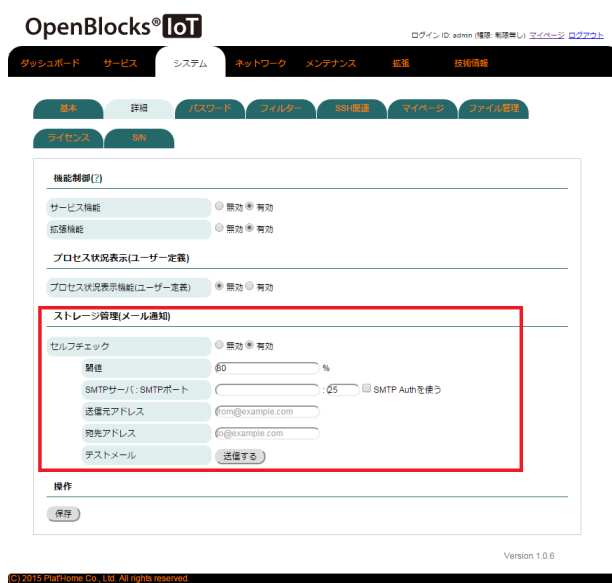 OpenBlocks® IoT
ログイン ID: admin (権限: 制限無し) マイページ ログアウト
ダッシュボード サービス システム ネットワーク メンテナンス 拡張 技術情報
基本 詳細 パスワード フィルター SSH関連 マイページ ファイル管理
ライセンス S/N
機能制御(?)
サービス機能 無効 有効
拡張機能 無効 有効
プロセス状況表示(ユーザー定義)
プロセス状況表示機能(ユーザー定義) 無効 有効
ストレージ管理(メール通知)
セルフチェック 無効 有効
閾値 80 %
SMTPサーバ : SMTPポート : 25 SMTP Authを使う
送信元アドレス from@example.com
宛先アドレス to@example.com
テストメール 送信する
操作
保存
Version 1.0.6
(C) 2015 Plat'Home Co., Ltd. All rights reserved.